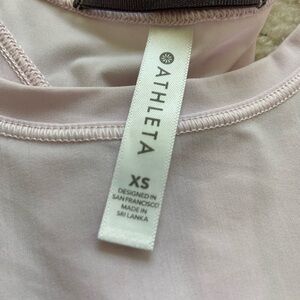 ATHLETA
XS
DESIGNED IN
SAN FRANCISCO
MADE IN
SRI LANKA